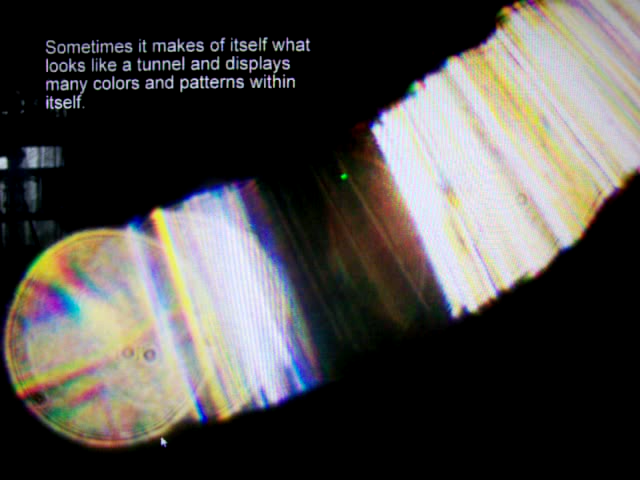 Sometimes it makes of itself what
looks like a tunnel and displays
many colors and patterns within
itself.